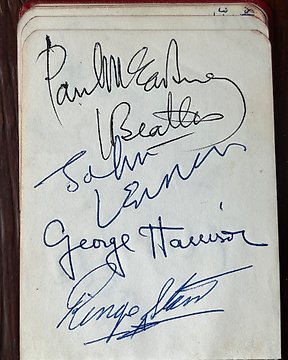 Paul McCartney
Beatles
John
Lennon
George Harrison
Ringo Starr